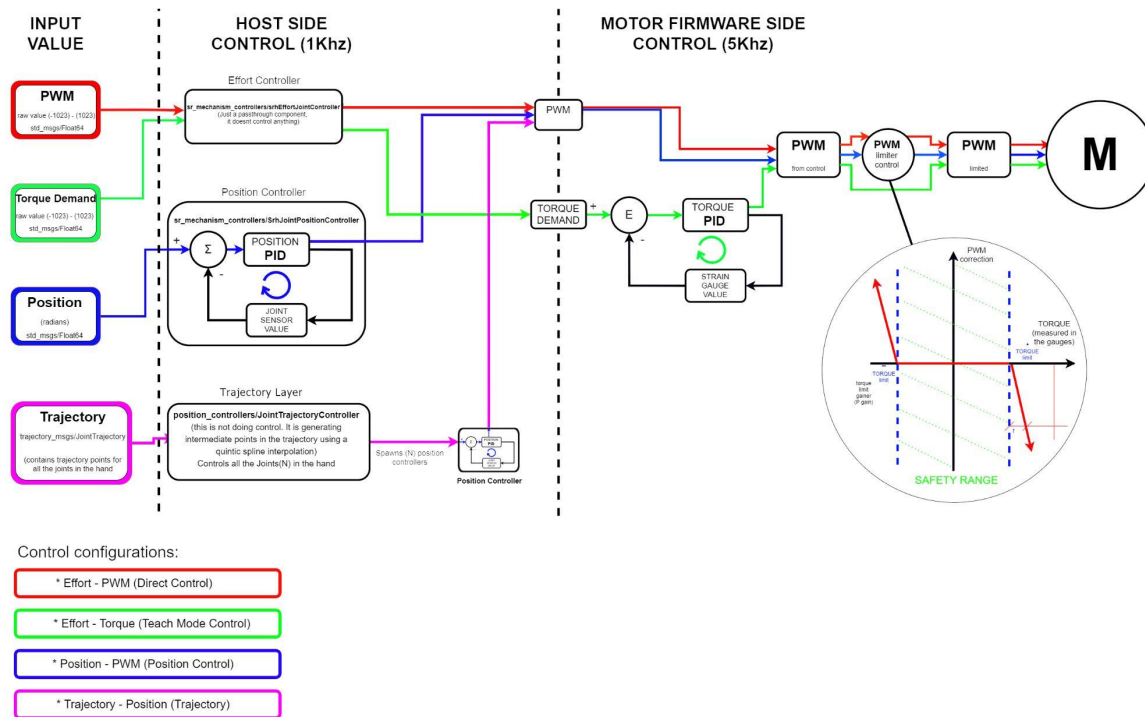 INPUT
VALUE
HOST SIDE
CONTROL (1Khz)
MOTOR FIRMWARE SIDE
CONTROL (5Khz)
PWM
raw value (-1023) - (1023)
std_msgs/Float64
Torque Demand
raw value (-1023) - (1023)
std_msgs/Float64
Position
(radians)
std_msgs/Float64
Trajectory
trajectory_msgs/JointTrajectory
(contains trajectory points for
all the joints in the hand
Effort Controller
sr_mechanism_controllers/srhEffortJointController
(Just a passthrough component,
it doesnt control anything)
Position Controller
sr_mechanism_controllers/SrhJointPositionController
+
Σ
-
POSITION
PID
JOINT
SENSOR
VALUE
Trajectory Layer
position_controllers/JointTrajectoryController
(this is not doing control. It is generating
intermediate points in the trajectory using a
quintic spline interpolation)
Controls all the Joints(N) in the hand
Spawns (N) position
controllers
POSITION
PID
Position Controller
PWM
TORQUE
DEMAND
+
E
-
TORQUE
PID
STRAIN
GAUGE
VALUE
PWM
from control
PWM
limiter
control
PWM
limited
M
PWM
correction
TORQUE
(measured in
the gauges)
TORQUE
limit
-
TORQUE
limit
torque
limit
gainer
(P gain)
SAFETY RANGE
Control configurations:
* Effort - PWM (Direct Control)
* Effort - Torque (Teach Mode Control)
* Position - PWM (Position Control)
* Trajectory - Position (Trajectory)